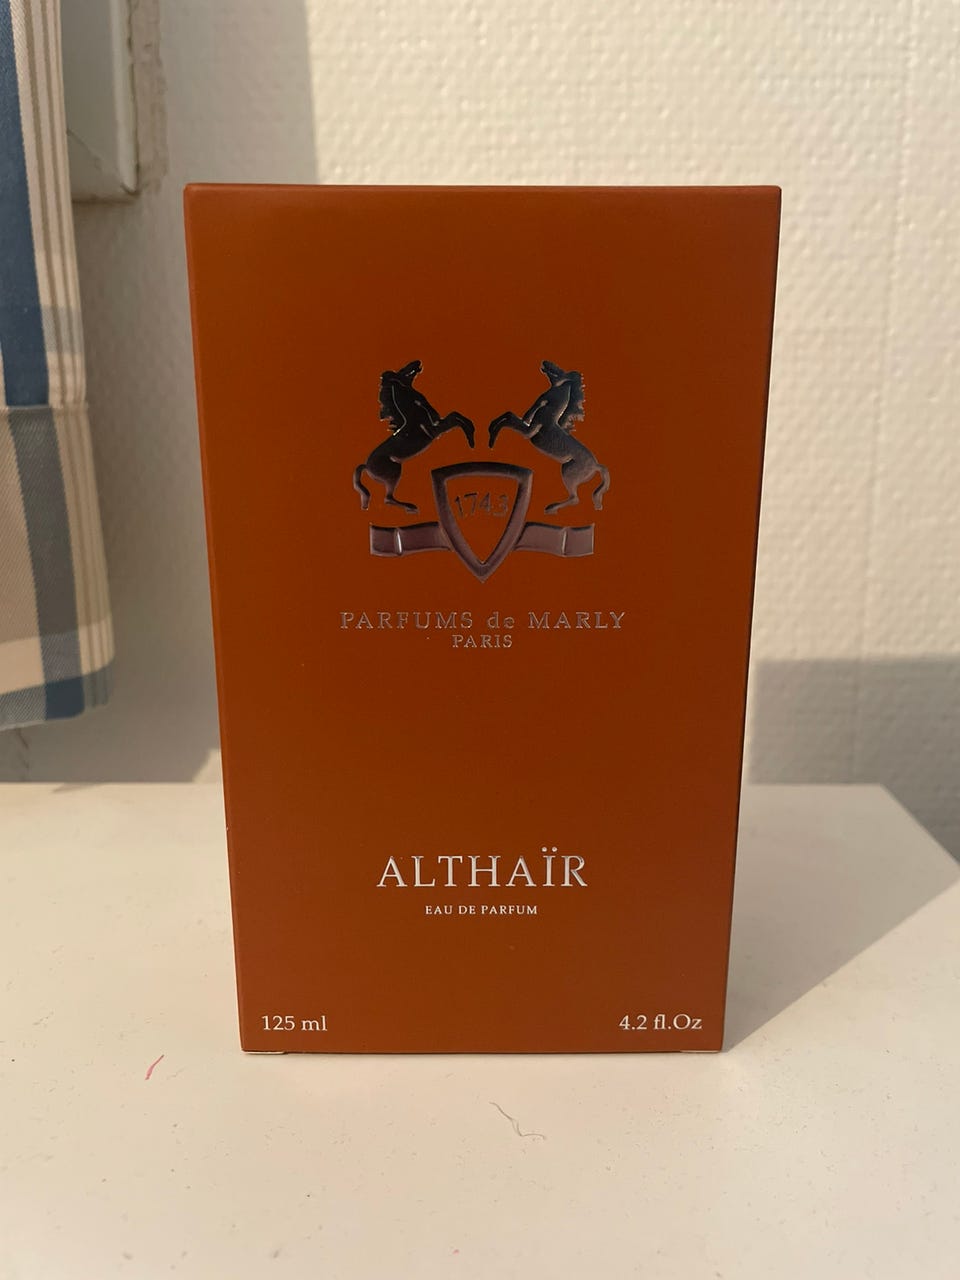 1743
PARFUMS de MARLY
PARIS
ALTHAÏR
EAU DE PARFUM
125 ml
4.2 fl.Oz